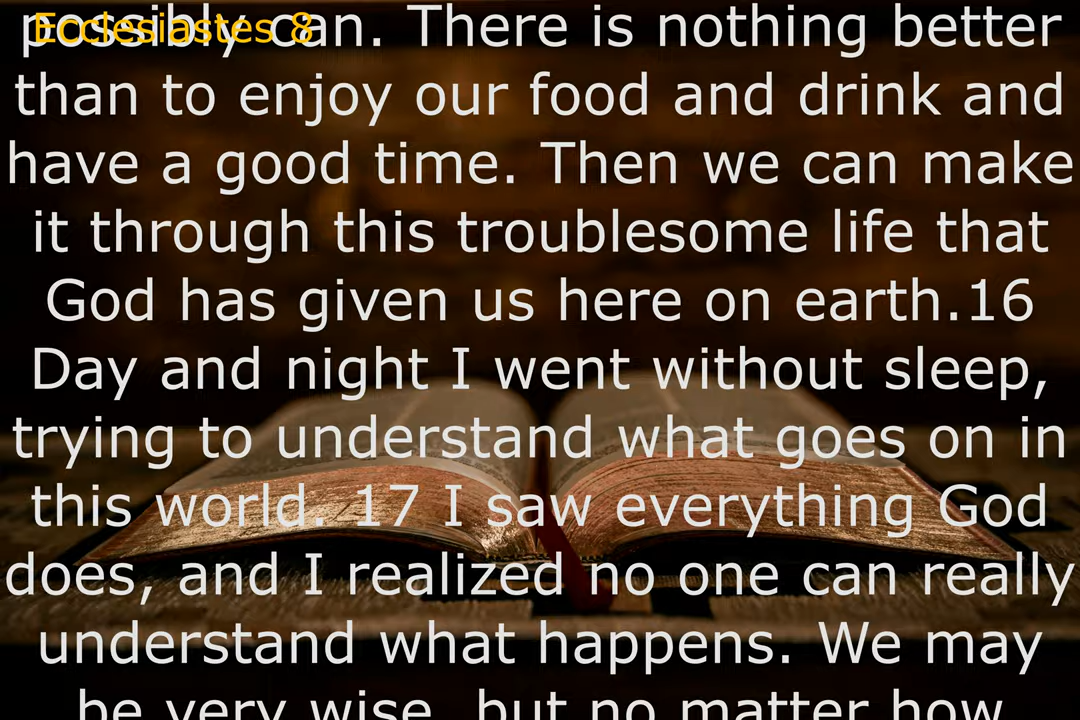 Ecclesiastes 8
possibly can. There is nothing better
than to enjoy our food and drink and
have a good time. Then we can make
it through this troublesome life that
God has given us here on earth.16
Day and night I went without sleep,
trying to understand what goes on in
this world. 17 I saw everything God
does, and I realized no one can really
understand what happens. We may
be very wise, but no matter how